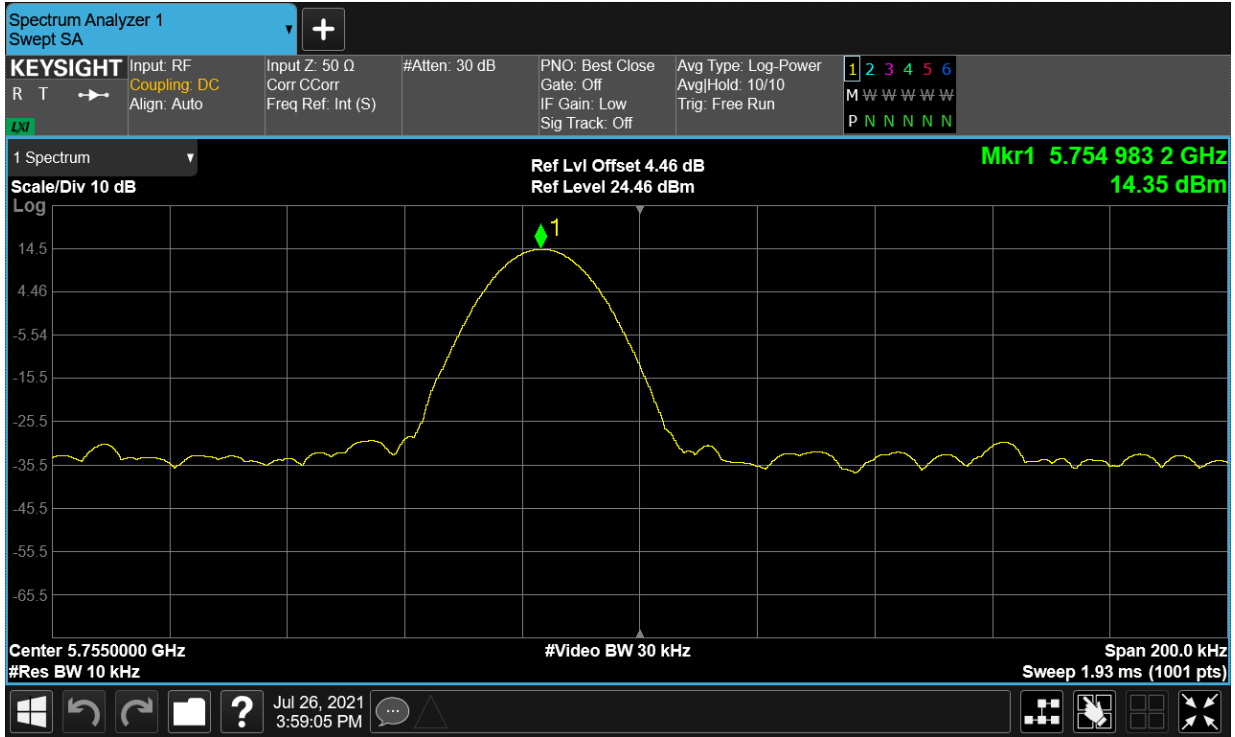 Spectrum Analyzer 1
Swept SA
KEYSIGHT
R T
LXI
Input: RF
Coupling: DC
Align: Auto
Input Z: 50 Ω
Corr CCorr
Freq Ref: Int (S)
#Atten: 30 dB
PNO: Best Close
Gate: Off
IF Gain: Low
Sig Track: Off
Avg Type: Log-Power
Avg|Hold: 10/10
Trig: Free Run
1 2 3 4 5 6
M W W W W W
P N N N N N
1 Spectrum
Scale/Div 10 dB
Log
Ref Lvl Offset 4.46 dB
Ref Level 24.46 dBm
Mkr1 5.754 983 2 GHz
14.35 dBm
1
14.5
4.46
-5.54
-15.5
-25.5
-35.5
-45.5
-55.5
-65.5
Center 5.7550000 GHz
#Res BW 10 kHz
#Video BW 30 kHz
Span 200.0 kHz
Sweep 1.93 ms (1001 pts)
?
Jul 26, 2021
3:59:05 PM